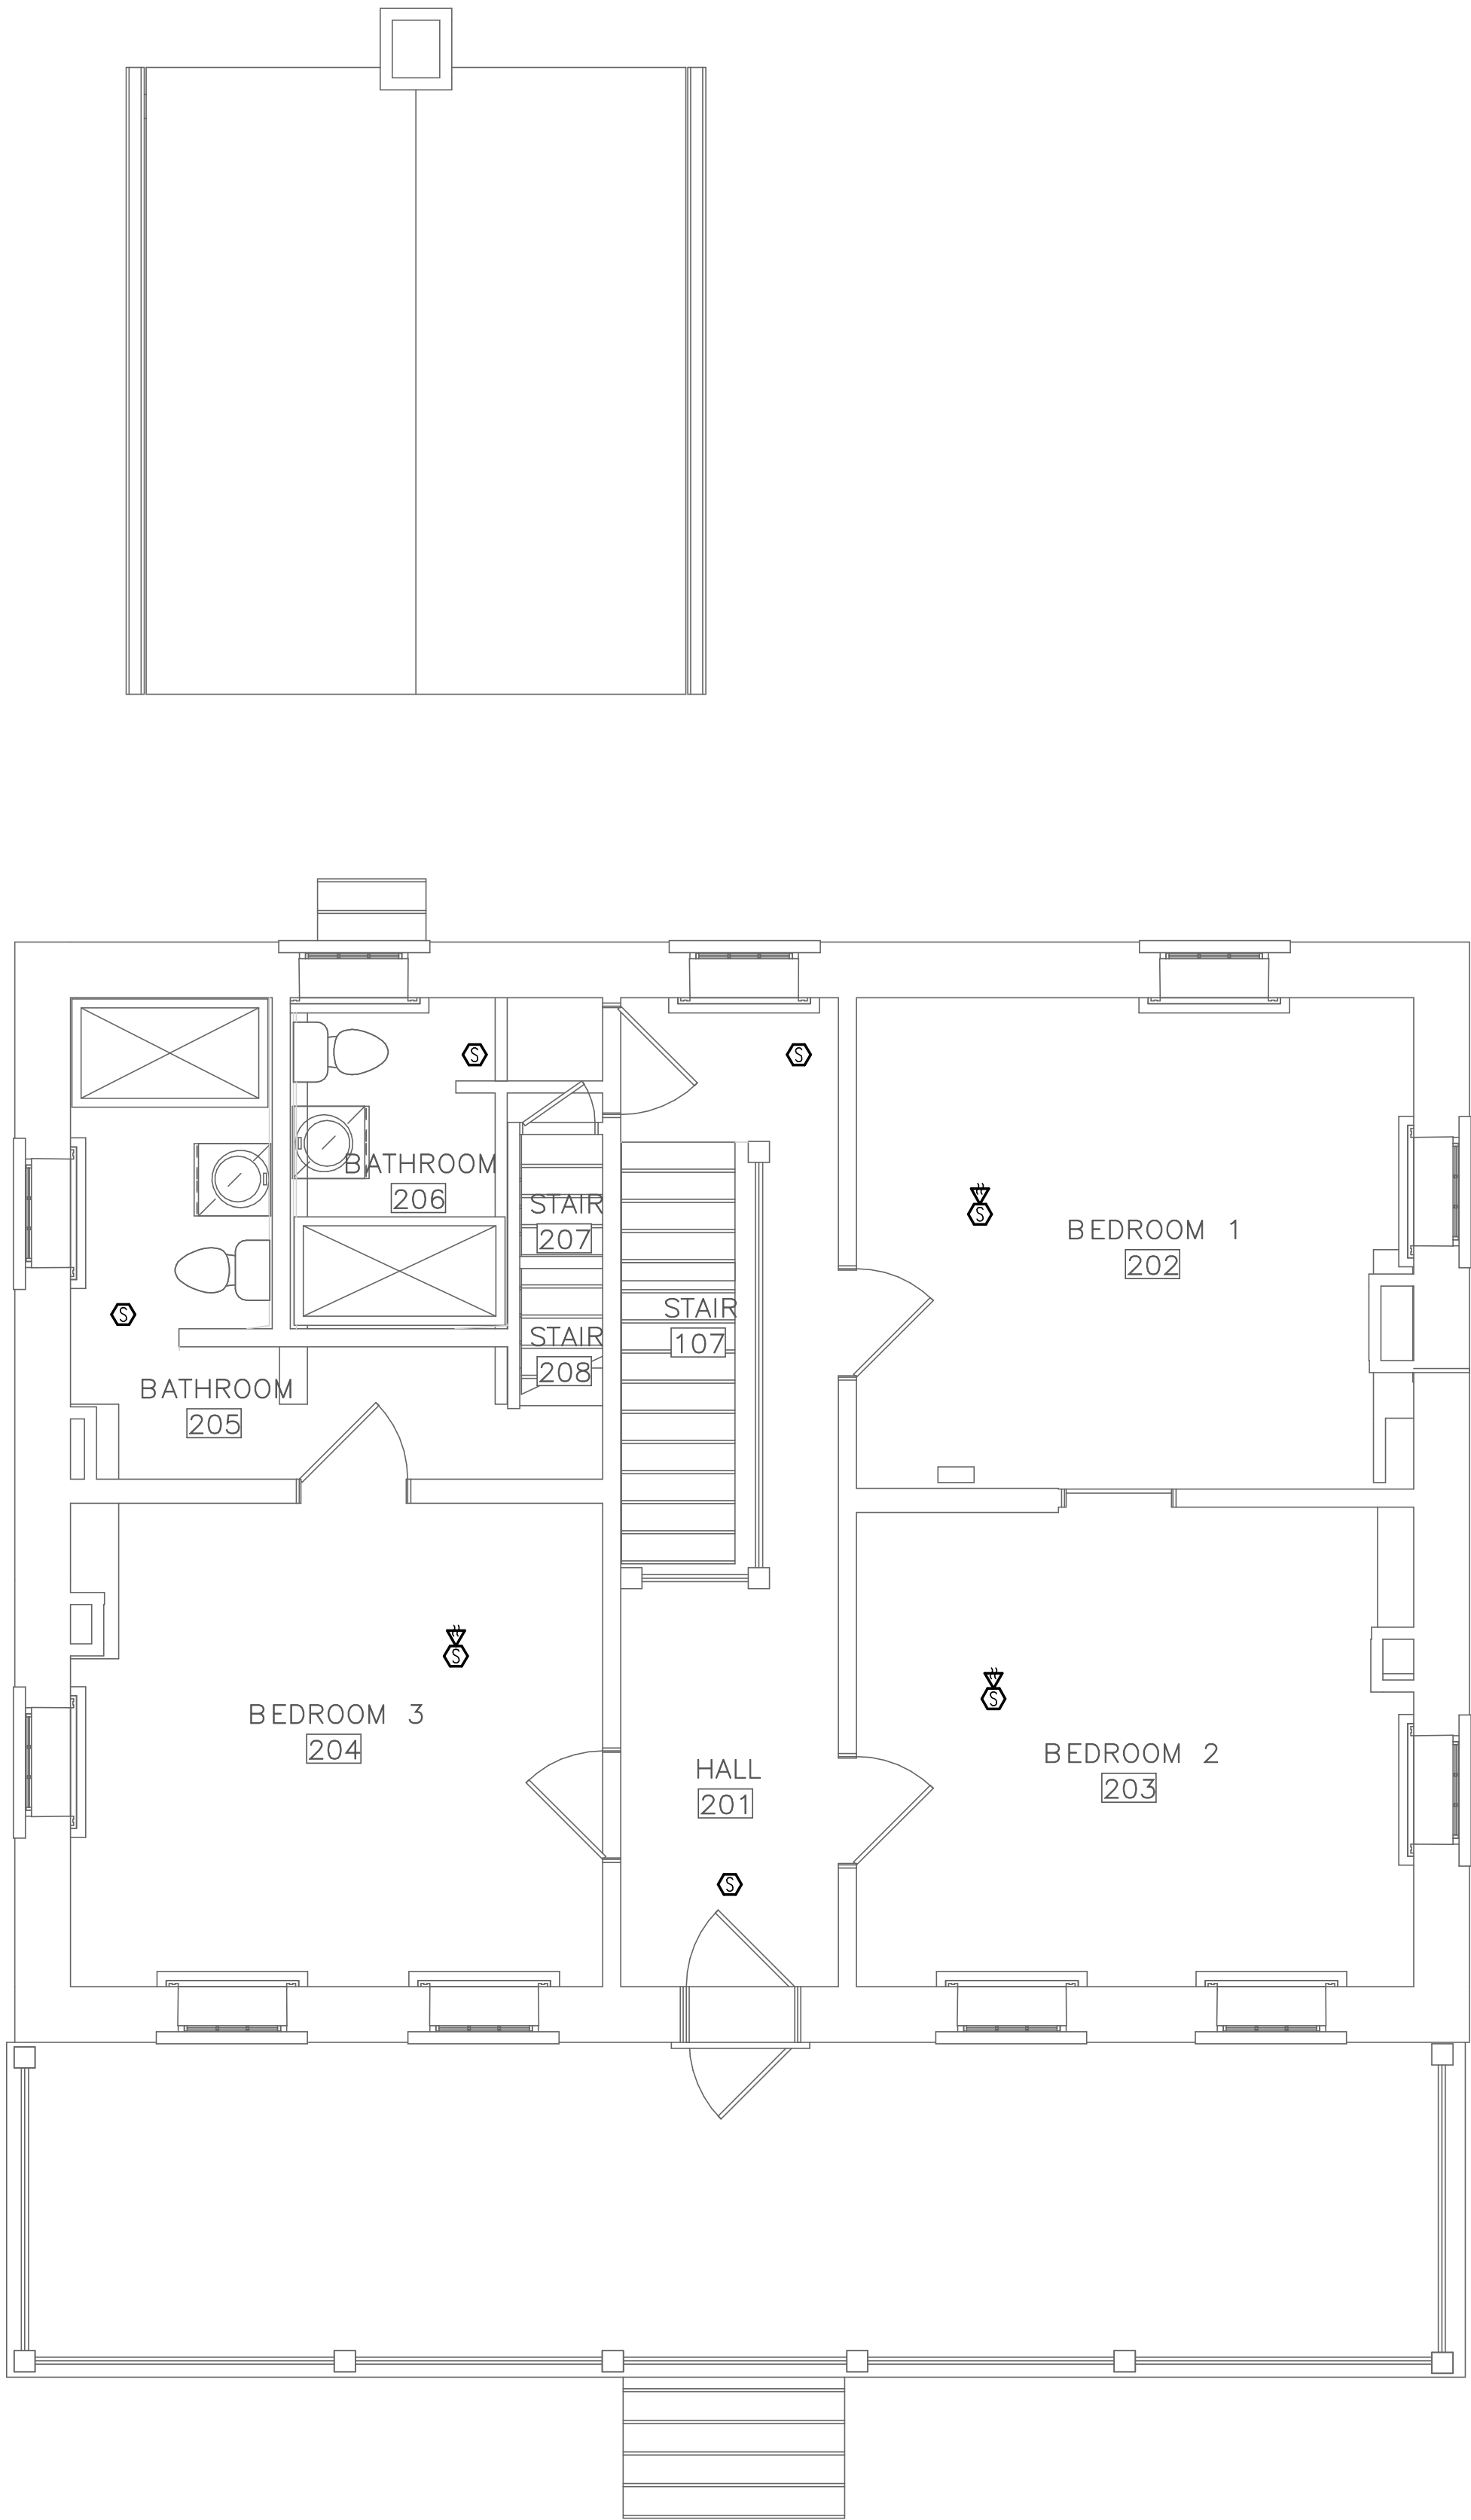 S
S
BATHROOM
206
STAIR
207
S
BEDROOM 1
202
S
STAIR
107
STAIR
208
BATHROOM
205
S
BEDROOM 3
204
S
BEDROOM 2
203
HALL
201
S